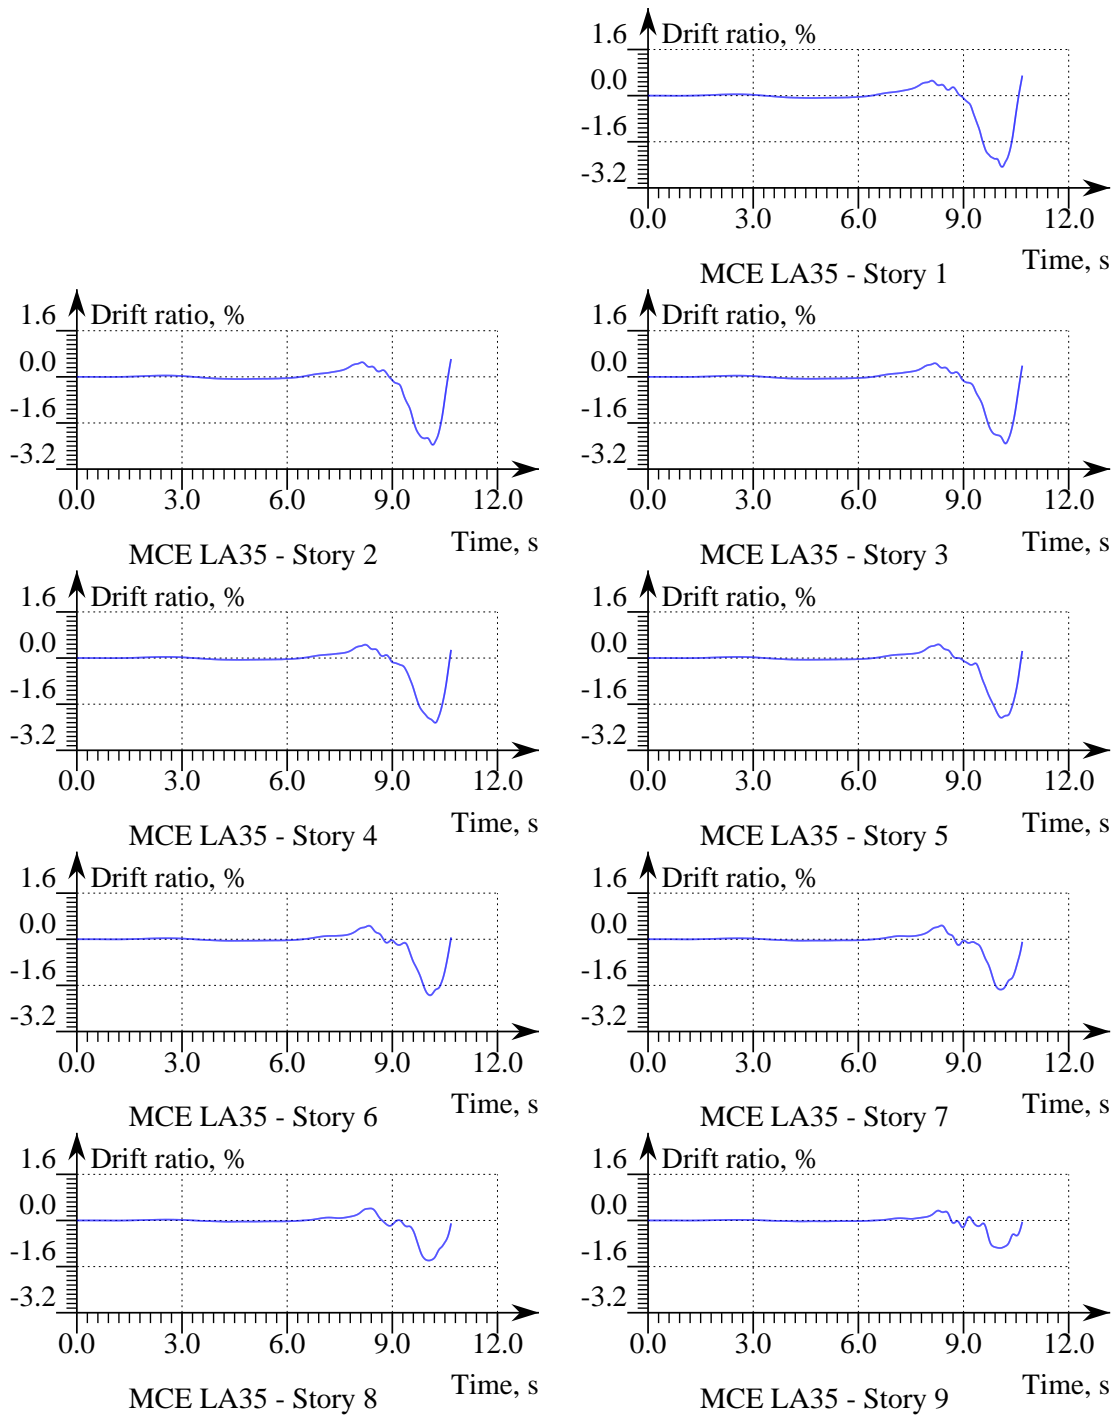 Drift ratio, %
1.6
0.0
-1.6
-3.2
0.0 3.0 6.0 9.0 12.0
Time, s
MCE LA35 - Story 1
Drift ratio, %
1.6
0.0
-1.6
-3.2
0.0 3.0 6.0 9.0 12.0
Time, s
MCE LA35 - Story 2
Drift ratio, %
1.6
0.0
-1.6
-3.2
0.0 3.0 6.0 9.0 12.0
Time, s
MCE LA35 - Story 3
Drift ratio, %
1.6
0.0
-1.6
-3.2
0.0 3.0 6.0 9.0 12.0
Time, s
MCE LA35 - Story 4
Drift ratio, %
1.6
0.0
-1.6
-3.2
0.0 3.0 6.0 9.0 12.0
Time, s
MCE LA35 - Story 5
Drift ratio, %
1.6
0.0
-1.6
-3.2
0.0 3.0 6.0 9.0 12.0
Time, s
MCE LA35 - Story 6
Drift ratio, %
1.6
0.0
-1.6
-3.2
0.0 3.0 6.0 9.0 12.0
Time, s
MCE LA35 - Story 7
Drift ratio, %
1.6
0.0
-1.6
-3.2
0.0 3.0 6.0 9.0 12.0
Time, s
MCE LA35 - Story 8
Drift ratio, %
1.6
0.0
-1.6
-3.2
0.0 3.0 6.0 9.0 12.0
Time, s
MCE LA35 - Story 9